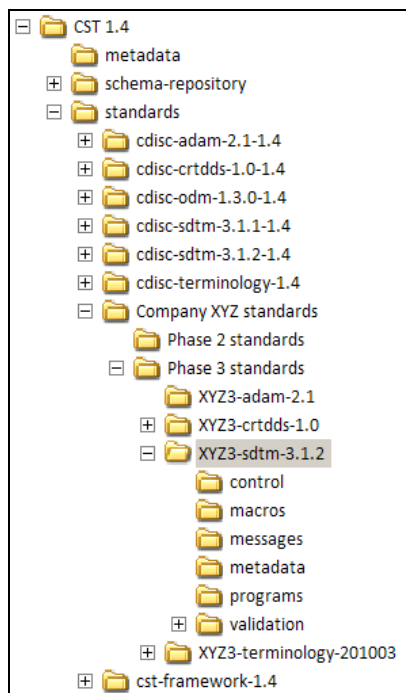 CST 1.4
metadata
schema-repository
standards
cdisc-adam-2.1-1.4
cdisc-crtdds-1.0-1.4
cdisc-odm-1.3.0-1.4
cdisc-sdtm-3.1.1-1.4
cdisc-sdtm-3.1.2-1.4
cdisc-terminology-1.4
Company XYZ standards
Phase 2 standards
Phase 3 standards
XYZ3-adam-2.1
XYZ3-crtdds-1.0
XYZ3-sdtm-3.1.2
control
macros
messages
metadata
programs
validation
XYZ3-terminology-201003
cst-framework-1.4